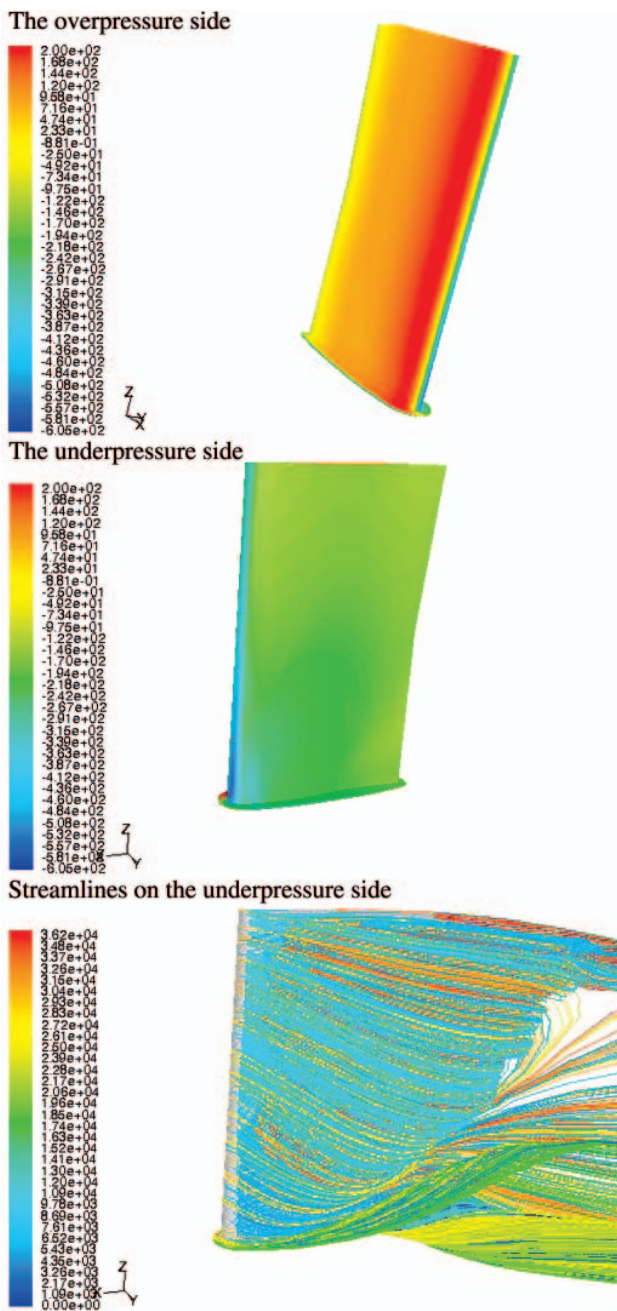 The overpressure side
2.00e+02
1.68e+02
1.44e+02
1.20e+02
9.58e+01
7.16e+01
4.74e+01
2.33e+01
-8.81e-01
-2.50e+01
-4.92e+01
-7.34e+01
-9.75e+01
-1.22e+02
-1.46e+02
-1.70e+02
-1.94e+02
-2.18e+02
-2.42e+02
-2.67e+02
-2.91e+02
-3.15e+02
-3.39e+02
-3.63e+02
-3.87e+02
-4.12e+02
-4.36e+02
-4.60e+02
-4.84e+02
-5.08e+02
-5.32e+02
-5.57e+02
-5.81e+02
-6.05e+02
Z
Y
X
The underpressure side
2.00e+02
1.68e+02
1.44e+02
1.20e+02
9.58e+01
7.16e+01
4.74e+01
2.33e+01
-8.81e-01
-2.50e+01
-4.92e+01
-7.34e+01
-9.75e+01
-1.22e+02
-1.46e+02
-1.70e+02
-1.94e+02
-2.18e+02
-2.42e+02
-2.67e+02
-2.91e+02
-3.15e+02
-3.39e+02
-3.63e+02
-3.87e+02
-4.12e+02
-4.36e+02
-4.60e+02
-4.84e+02
-5.08e+02
-5.32e+02
-5.57e+02
-5.81e+02
-6.05e+02
Z
X
Y
Streamlines on the underpressure side
3.62e+04
3.48e+04
3.37e+04
3.26e+04
3.15e+04
3.04e+04
2.93e+04
2.83e+04
2.72e+04
2.61e+04
2.50e+04
2.39e+04
2.28e+04
2.17e+04
2.06e+04
1.96e+04
1.85e+04
1.74e+04
1.63e+04
1.52e+04
1.41e+04
1.30e+04
1.20e+04
1.09e+04
9.78e+03
8.69e+03
7.61e+03
6.52e+03
5.43e+03
4.35e+03
3.26e+03
2.17e+03
1.09e+03
0.00e+00
Z
X
Y